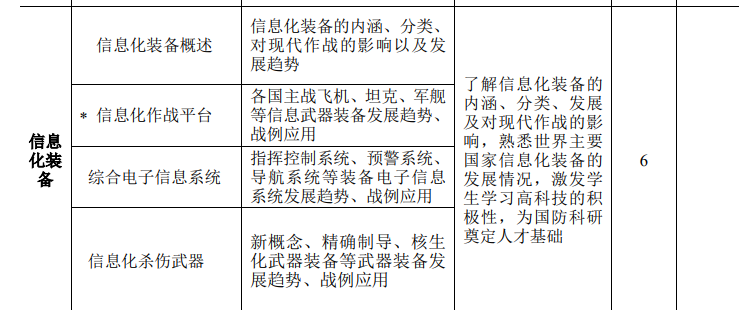 信息
化装
备
信息化装备概述
信息化装备的内涵、分类、
对现代作战的影响以及发
展趋势
* 信息化作战平台
各国主战飞机、坦克、军舰
等信息武器装备发展趋势、
战例应用
综合电子信息系统
指挥控制系统、预警系统、
导航系统等装备电子信息
系统发展趋势、战例应用
信息化杀伤武器
新概念、精确制导、核生
化武器装备等武器装备发
展趋势、战例应用
了解信息化装备的
内涵、分类、发展
及对现代作战的影
响，熟悉世界主要
国家信息化装备的
发展情况，激发学
生学习高科技的积
极性，为国防科研
奠定人才基础
6